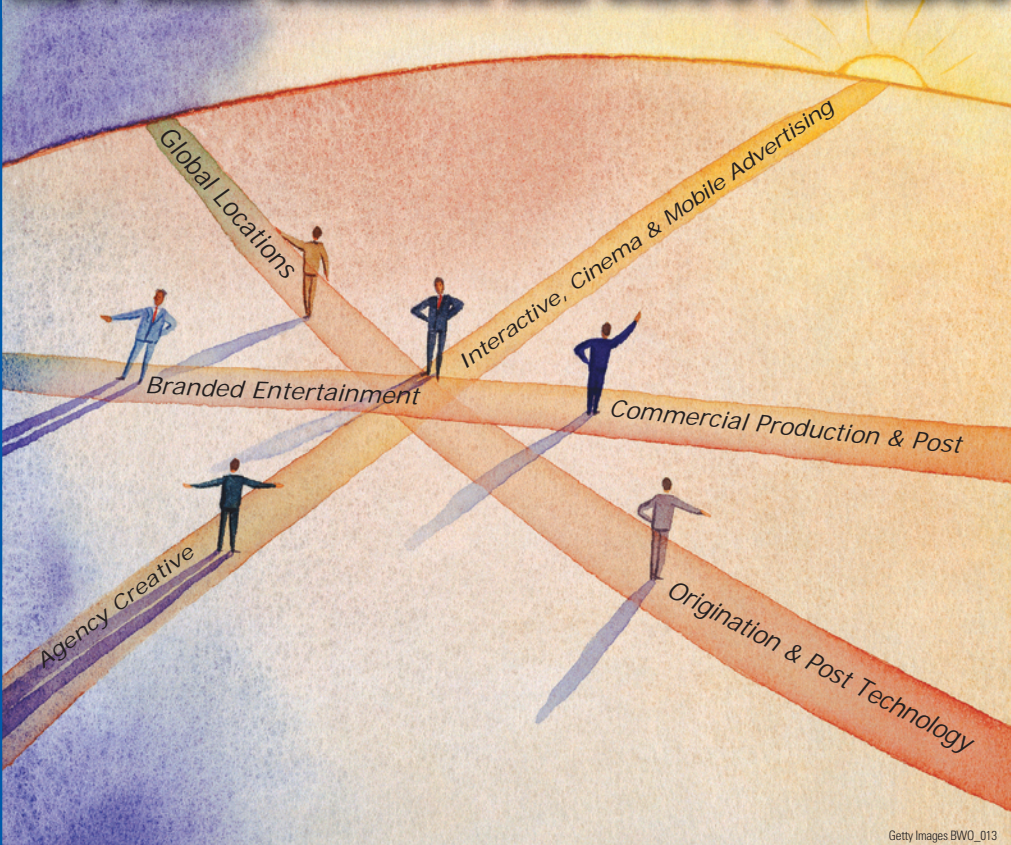 Global Locations
Interactive, Cinema & Mobile Advertising
Branded Entertainment
Commercial Production & Post
Agency Creative
Origination & Post Technology
Getty Images BWO_013